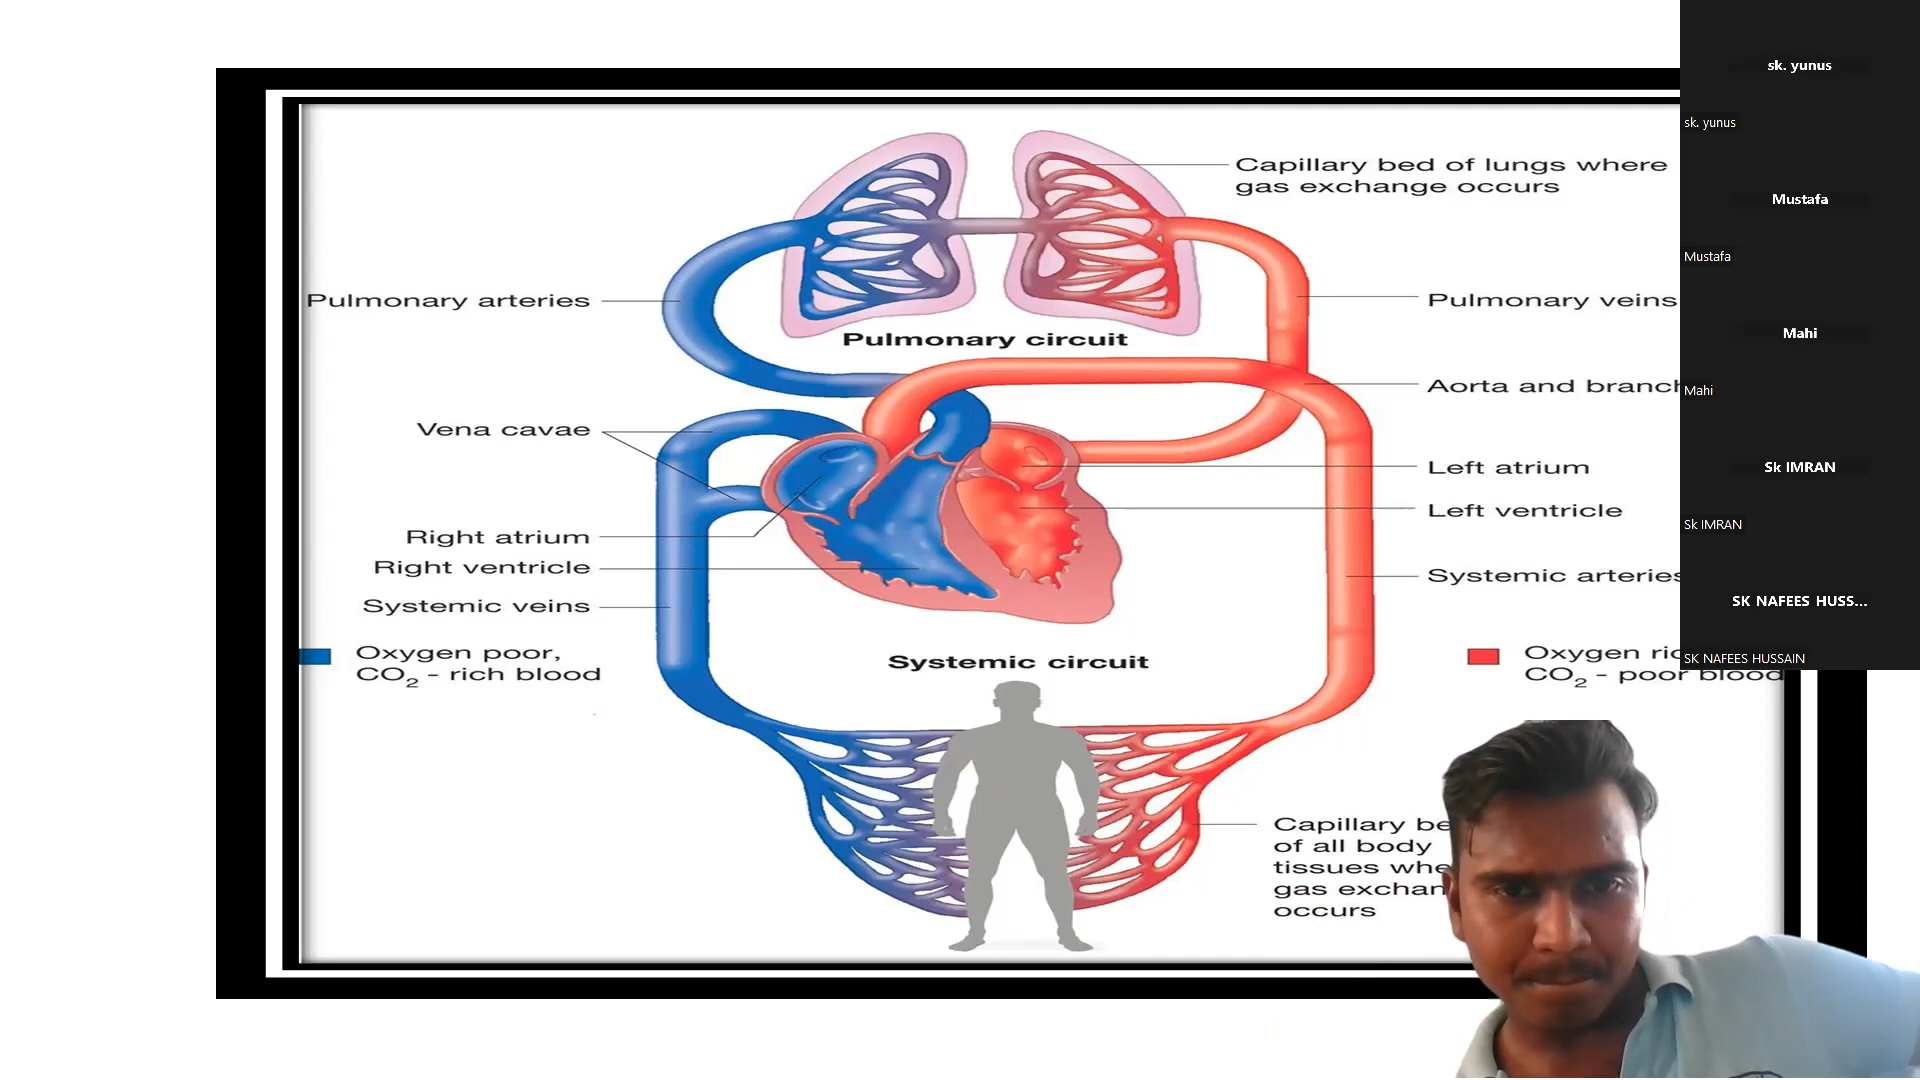 Capillary bed of lungs where
gas exchange occurs
Pulmonary arteries
Pulmonary veins
Pulmonary circuit
Aorta and branch
Vena cavae
Left atrium
Left ventricle
Right atrium
Right ventricle
Systemic arteries
Systemic veins
Oxygen poor,
CO2 - rich blood
Oxygen ric
CO2 - poor blood
Systemic circuit
Capillary be
of all body
tissues whe
gas exchan
occurs
sk. yunus
sk. yunus
Mustafa
Mustafa
Mahi
Mahi
Sk IMRAN
Sk IMRAN
SK NAFEES HUSS...
SK NAFEES HUSSAIN